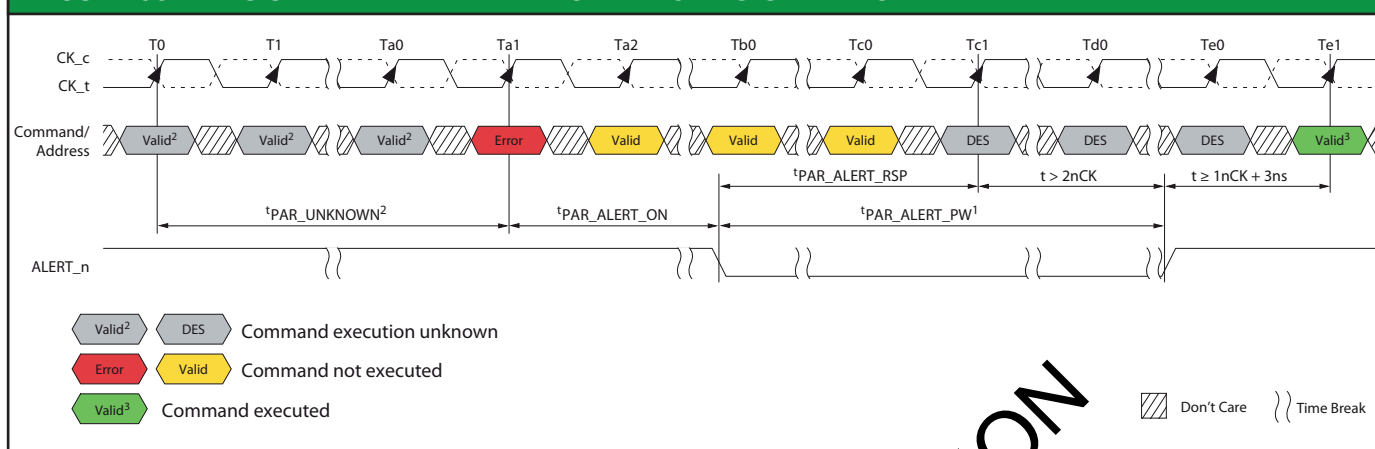 T0 T1 Ta0 Ta1 Ta2 Tb0 Tc0 Tc1 Td0 Te0 Te1
CK_c
CK_t
Command/
Address
Valid² Valid² Valid² Error Valid Valid Valid DES DES DES Valid³
ᵗPAR_ALERT_RSP t > 2nCK t ≥ 1nCK + 3ns
ᵗPAR_UNKNOWN² ᵗPAR_ALERT_ON ᵗPAR_ALERT_PW¹
ALERT_n
Valid² DES Command execution unknown
Error Valid Command not executed
Valid³ Command executed
Don't Care Time Break